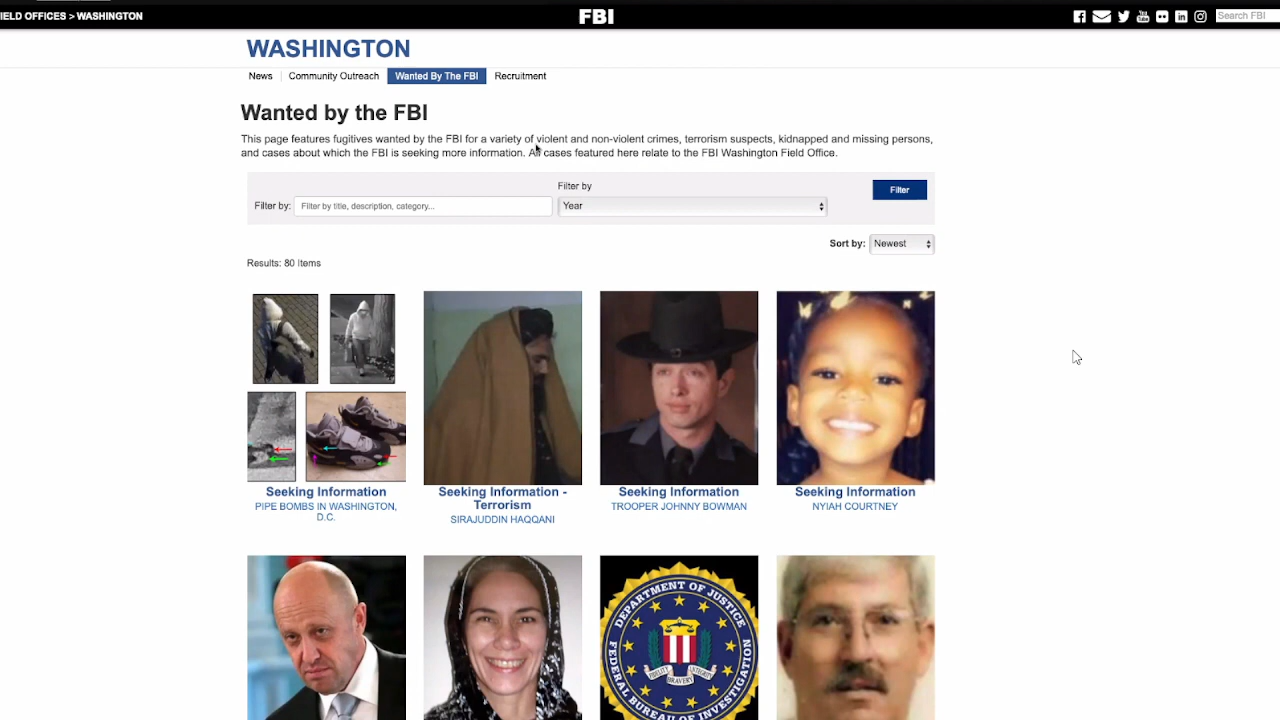 IELD OFFICES > WASHINGTON
FBI
Search FBI
WASHINGTON
News
Community Outreach
Wanted By The FBI
Recruitment
Wanted by the FBI
This page features fugitives wanted by the FBI for a variety of violent and non-violent crimes, terrorism suspects, kidnapped and missing persons,
and cases about which the FBI is seeking more information. All cases featured here relate to the FBI Washington Field Office.
Filter by
Filter
Filter by:
Filter by title, description, category...
Year
Sort by:
Newest
Results: 80 Items
Seeking Information
PIPE BOMBS IN WASHINGTON,
D.C.
Seeking Information -
Terrorism
SIRAJUDDIN HAQQANI
Seeking Information
TROOPER JOHNNY BOWMAN
Seeking Information
NYIAH COURTNEY
DEPARTMENT OF JUSTICE
FIDELITY BRAVERY INTEGRITY
FEDERAL BUREAU OF INVESTIGATION